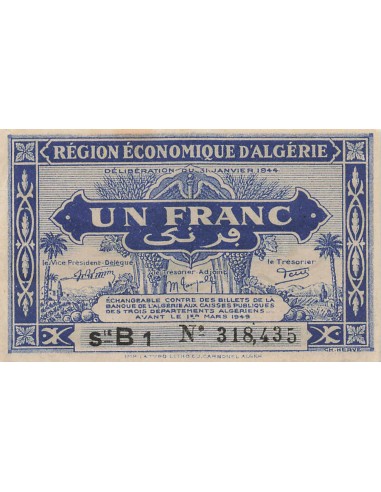 RÉGION ÉCONOMIQUE D'ALGÉRIE
DÉLIBÉRATION DU 31 JANVIER 1944
UN FRANC
فرنك
le Vice Président-Délégué
le Trésorier Adjoint
le Trésorier
ÉCHANGEABLE CONTRE DES BILLETS DE LA
BANQUE DE L'ALGÉRIE AUX CAISSES PUBLIQUES
DES TROIS DÉPARTEMENTS ALGÉRIENS
AVANT LE 1ER MARS 1949
SIE B1 No 318,435
CH. HERVÉ